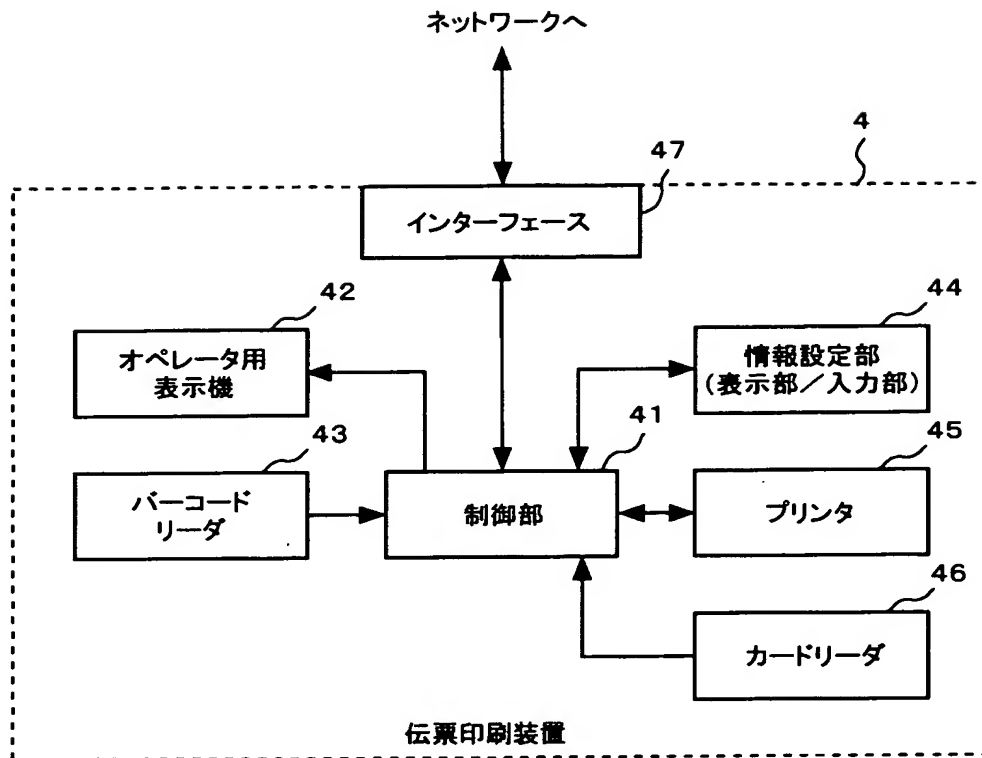 ネットワークへ
4
47
インターフェース
42
オペレータ用
表示機
44
情報設定部
(表示部/入力部)
43
バーコード
リーダ
41
制御部
45
プリンタ
46
カードリーダ
伝票印刷装置